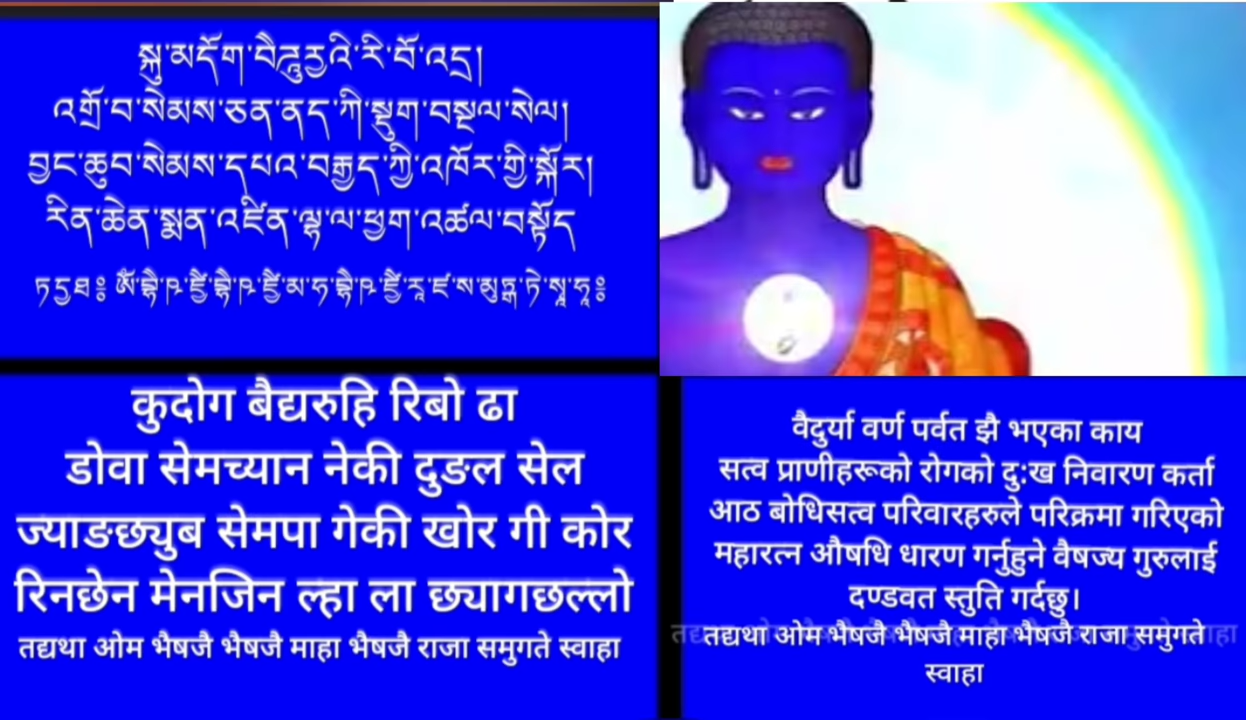 སྐུ་མདོག་བཻཌཱུརྱའི་རི་བོ་འདྲ།
འགྲོ་བ་སེམས་ཅན་ནད་ཀི་སྡུག་བསྔལ་སེལ།
བྱང་ཆུབ་སེམས་དཔའ་བརྒྱད་ཀྱི་འཁོར་གྱི་སྐོར།
རིན་ཆེན་སྨན་འཛིན་ལྷ་ལ་ཕྱག་འཚལ་བསྟོད
ཏདྱཐ༔ ཨོཾ་བྷཻ་ཥ་ཛྱེ་བྷཻ་ཥ་ཛྱེ་མ་ཧ་བྷཻ་ཥ་ཛྱེ་རཱ་ཛ་ས་མུངྒ་ཏེ་སྭཱ་ཧཱ༔
कुदोग बैद्यरुहि रिबो ढा
डोवा सेमच्यान नेकी दुङल सेल
ज्याङछ्युब सेमपा गेकी खोर गी कोर
रिनछेन मेनजिन ल्हा ला छ्यागछल्लो
तद्यथा ओम भैषजै भैषजै माहा भैषजै राजा समुगते स्वाहा
वैदुर्या वर्ण पर्वत झै भएका काय
सत्व प्राणीहरूको रोगको दु:ख निवारण कर्ता
आठ बोधिसत्व परिवारहरुले परिक्रमा गरिएको
महारत्न औषधि धारण गर्नुहुने वैषज्य गुरुलाई
दण्डवत स्तुति गर्दछु।
तद्यथा ओम भैषजै भैषजै माहा भैषजै राजा समुगते
स्वाहा